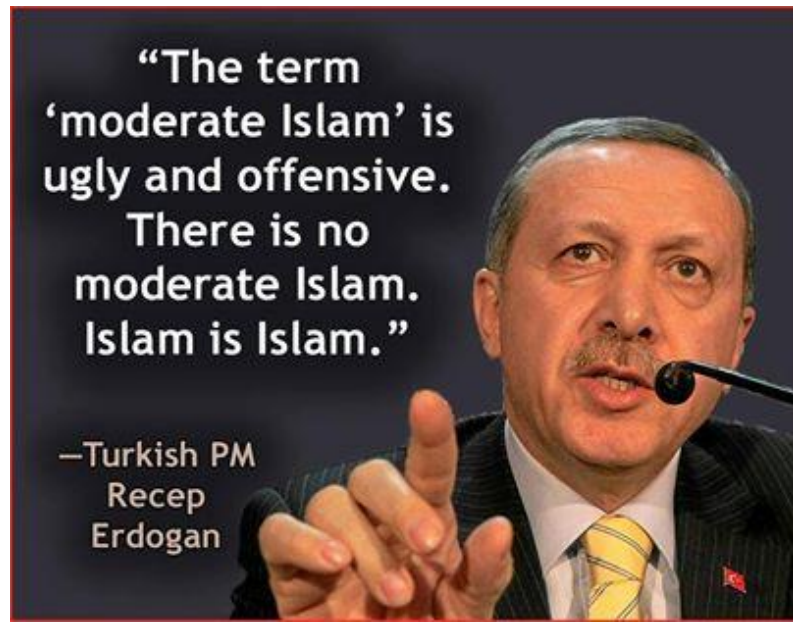 “The term
‘moderate Islam’ is
ugly and offensive.
There is no
moderate Islam.
Islam is Islam.”
—Turkish PM
Recep
Erdogan